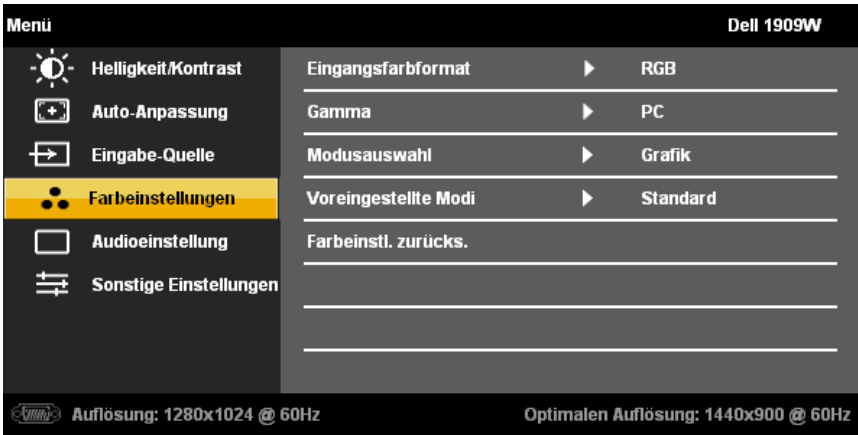 Menü Dell 1909W
Helligkeit/Kontrast Eingangsfarbformat RGB
Auto-Anpassung Gamma PC
Eingabe-Quelle Modusauswahl Grafik
Farbeinstellungen Voreingestellte Modi Standard
Audioeinstellung Farbeinstl. zurücks.
Sonstige Einstellungen
Auflösung: 1280x1024 @ 60Hz Optimalen Auflösung: 1440x900 @ 60Hz